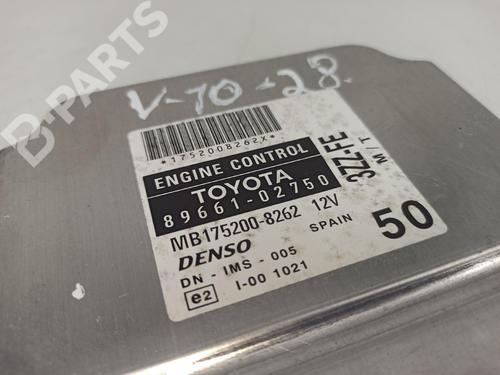 B-PARTS
V-70-28.
*1752008262X*
ENGINE CONTROL
TOYOTA
89661-02750
MB175200-8262 12V
DENSO SPAIN
DN - IMS - 005
e2 I-00 1021
3ZZ-FE
M/T
50